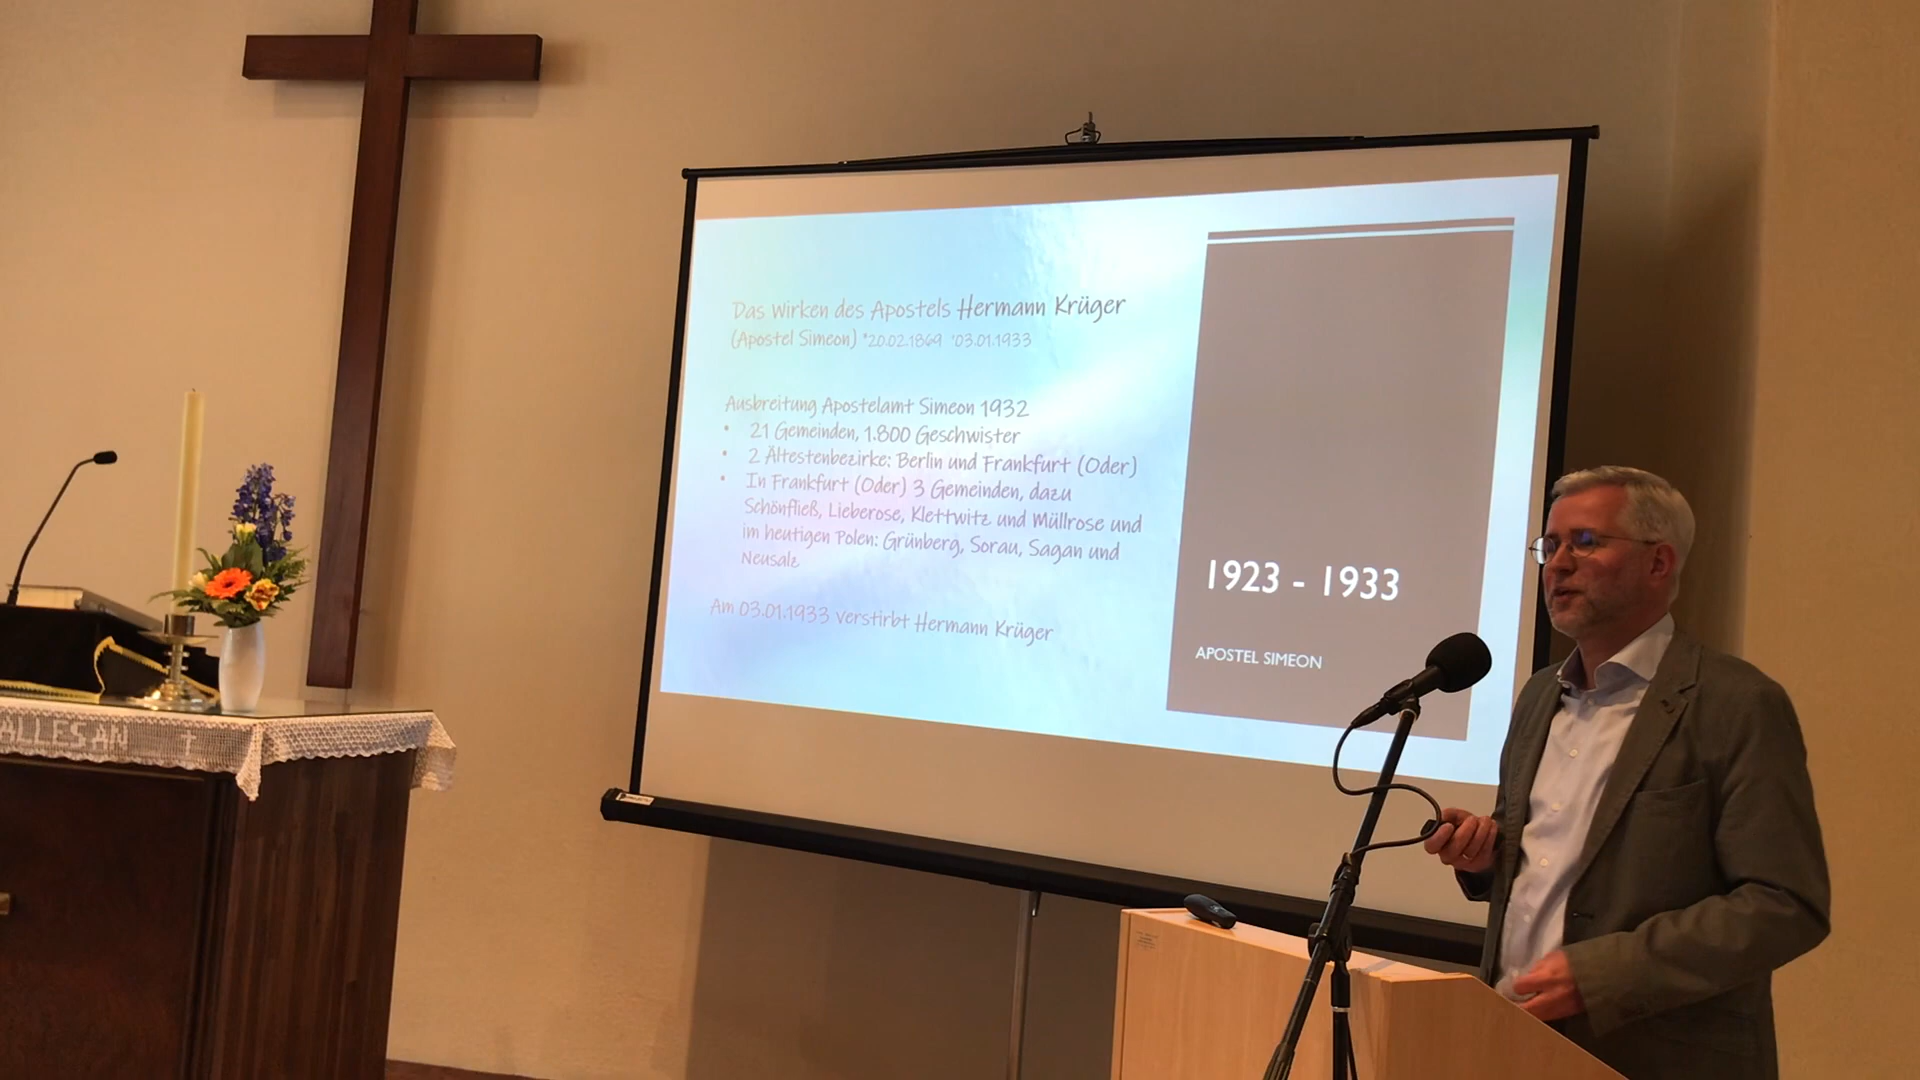 Das Wirken des Apostels Hermann Krüger
(Apostel Simeon) *20.02.1869 '03.01.1933
Ausbreitung Apostelamt Simeon 1932
• 21 Gemeinden, 1.800 Geschwister
• 2 Ältestenbezirke: Berlin und Frankfurt (Oder)
• In Frankfurt (Oder) 3 Gemeinden, dazu
Schönfließ, Lieberose, Klettwitz und Müllrose und
im heutigen Polen: Grünberg, Sorau, Sagan und
Neusalz
Am 03.01.1933 verstirbt Hermann Krüger
1923 - 1933
APOSTEL SIMEON
ALLES AN